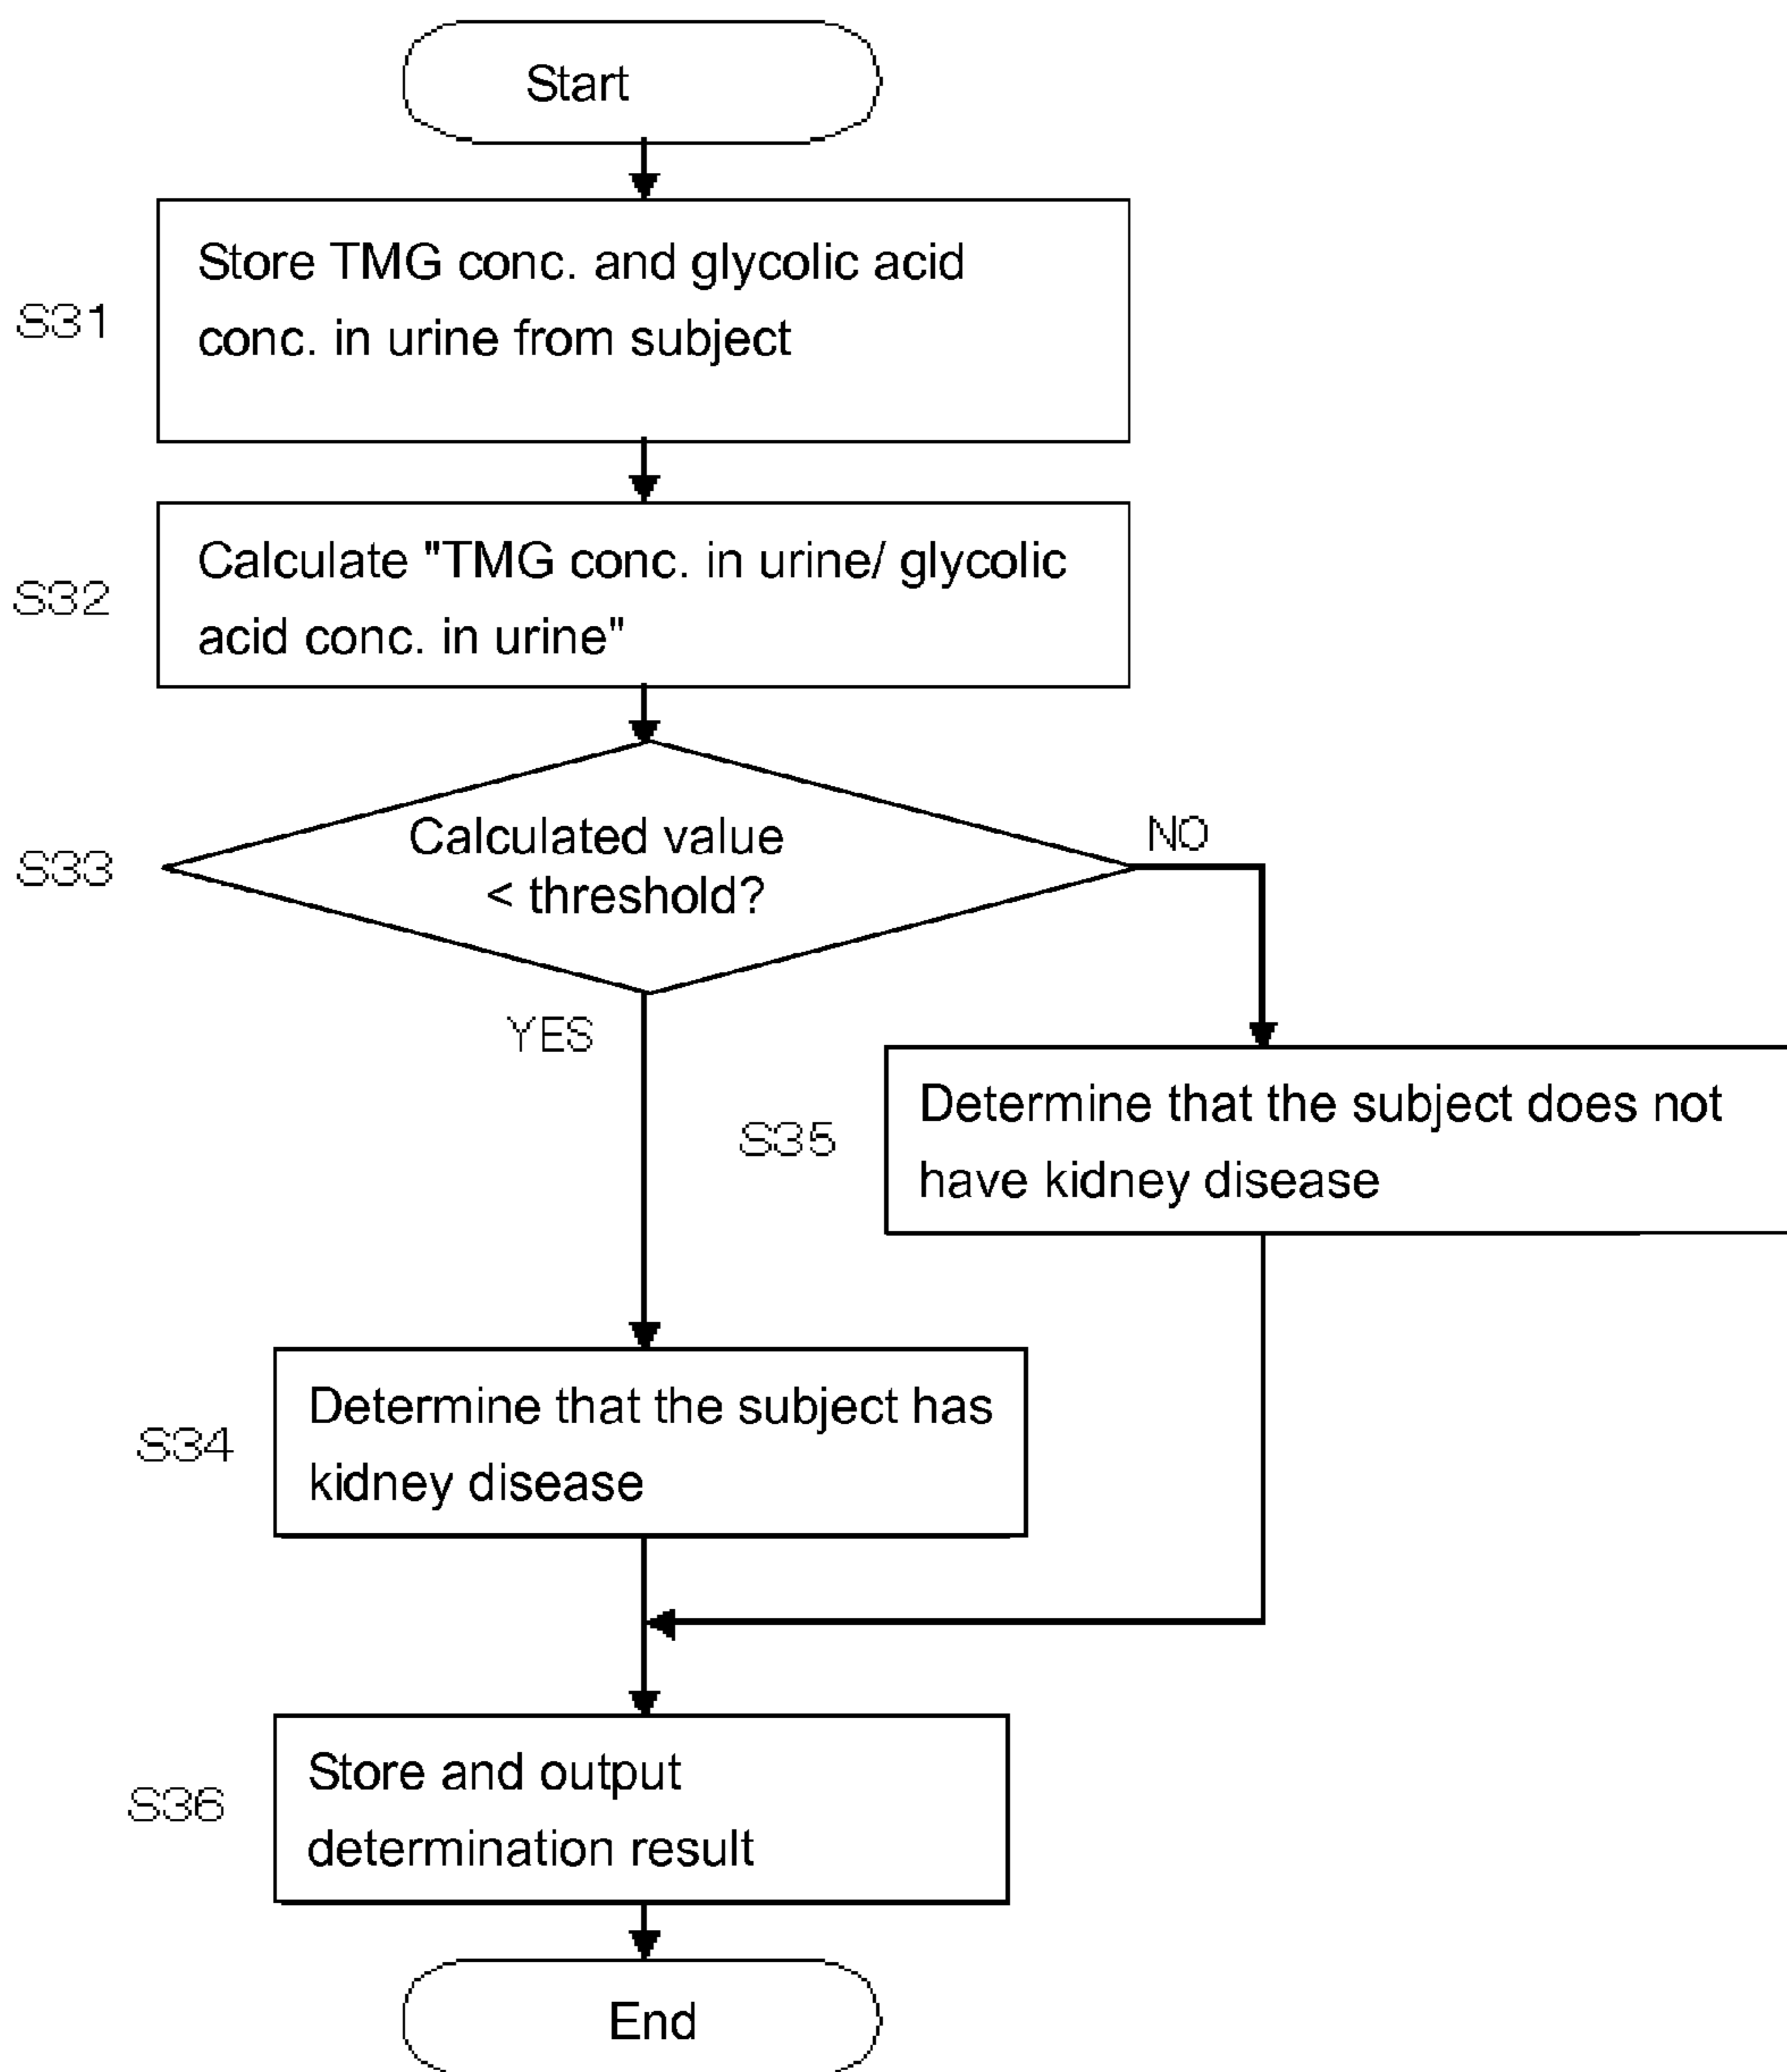 Start
S31
Store TMG conc. and glycolic acid
conc. in urine from subject
S32
Calculate "TMG conc. in urine/ glycolic
acid conc. in urine"
S33
Calculated value
< threshold?
NO
YES
S35
Determine that the subject does not
have kidney disease
S34
Determine that the subject has
kidney disease
S36
Store and output
determination result
End